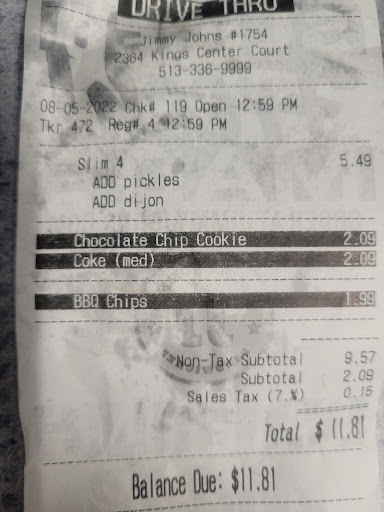 DRIVE THRU
Jimmy Johns #1754
2364 Kings Center Court
513-336-9999
08-05-2022 Chk# 119 Open 12:59 PM
Tkr 472 Reg# 4 12:59 PM
Slim 4 5.49
ADD pickles
ADD dijon
Chocolate Chip Cookie 2.09
Coke (med) 2.09
BBQ Chips 1.99
Non-Tax Subtotal 9.57
Subtotal 2.09
Sales Tax (7.%) 0.15
Total $ 11.81
Balance Due: $11.81